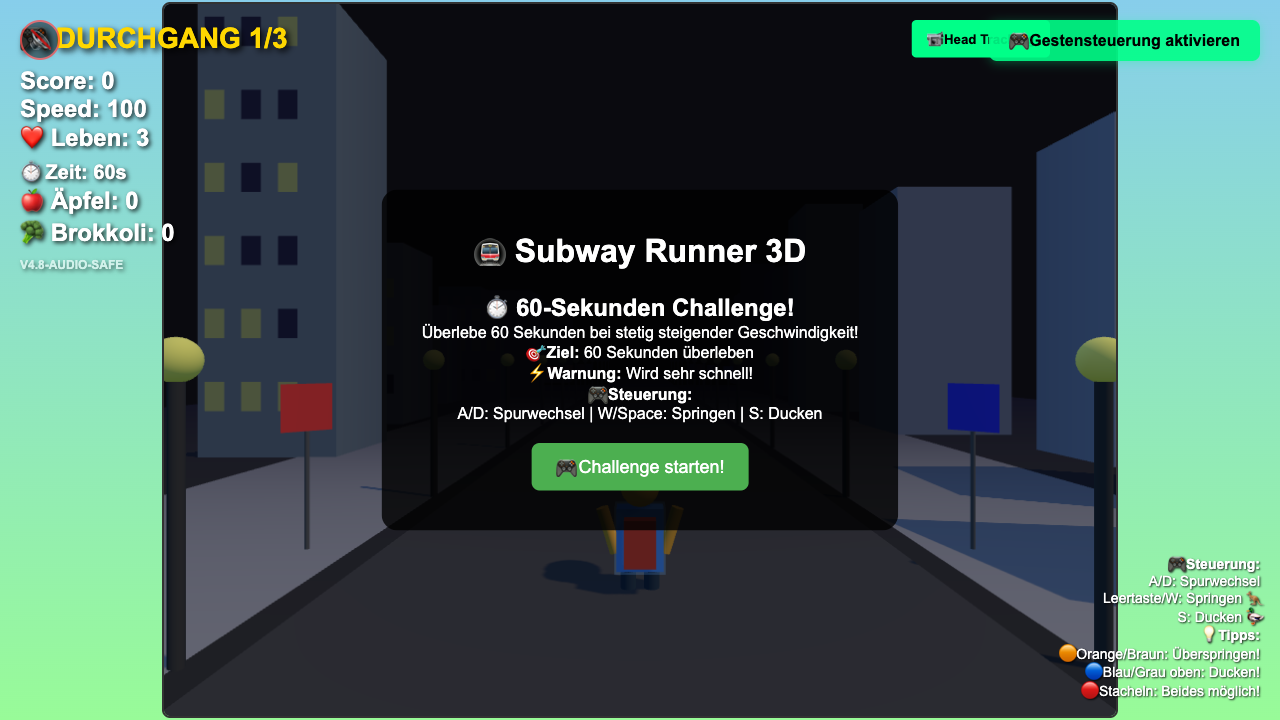 DURCHGANG 1/3
Score: 0
Speed: 100
❤️ Leben: 3
⏱️ Zeit: 60s
🍎 Äpfel: 0
🥦 Brokkoli: 0
V4.8-AUDIO-SAFE
📹Head
🎮Gestensteuerung aktivieren
🚇 Subway Runner 3D
⏱️ 60-Sekunden Challenge!
Überlebe 60 Sekunden bei stetig steigender Geschwindigkeit!
🎯Ziel: 60 Sekunden überleben
⚡Warnung: Wird sehr schnell!
🎮Steuerung:
A/D: Spurwechsel | W/Space: Springen | S: Ducken
🎮Challenge starten!
🎮Steuerung:
A/D: Spurwechsel
Leertaste/W: Springen 🦘
S: Ducken 🦆
💡Tipps:
🟠Orange/Braun: Überspringen!
🔵Blau/Grau oben: Ducken!
🔴Stacheln: Beides möglich!